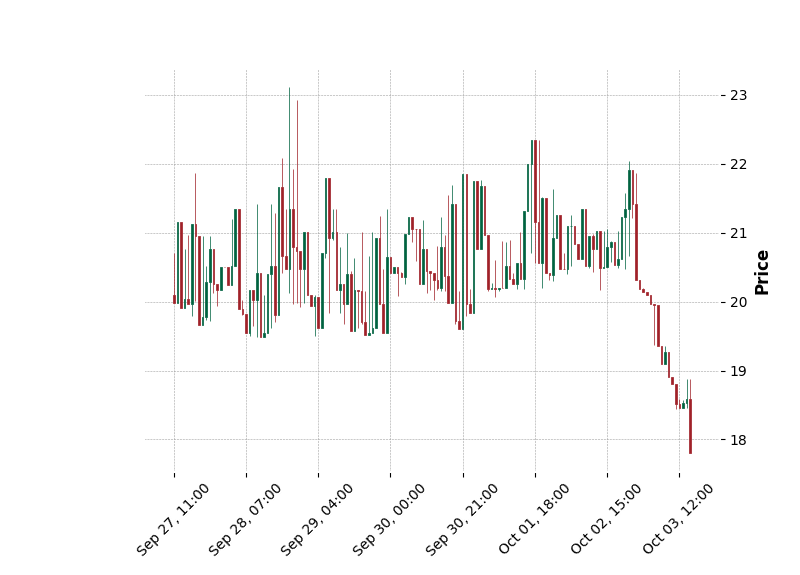 23
22
21
20
19
18
Price
Sep 27, 11:00
Sep 28, 07:00
Sep 29, 04:00
Sep 30, 00:00
Sep 30, 21:00
Oct 01, 18:00
Oct 02, 15:00
Oct 03, 12:00